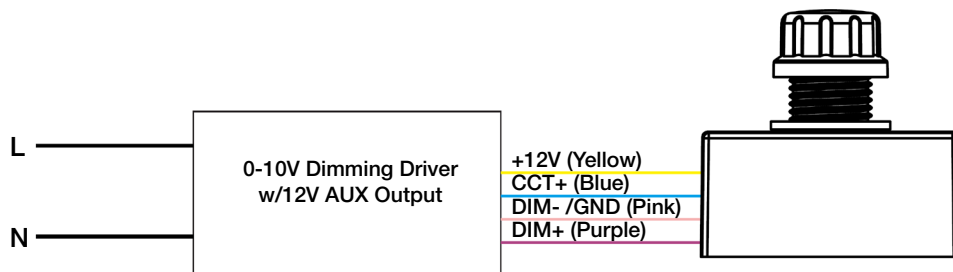 L
0-10V Dimming Driver
w/12V AUX Output
+12V (Yellow)
CCT+ (Blue)
DIM- /GND (Pink)
DIM+ (Purple)
N